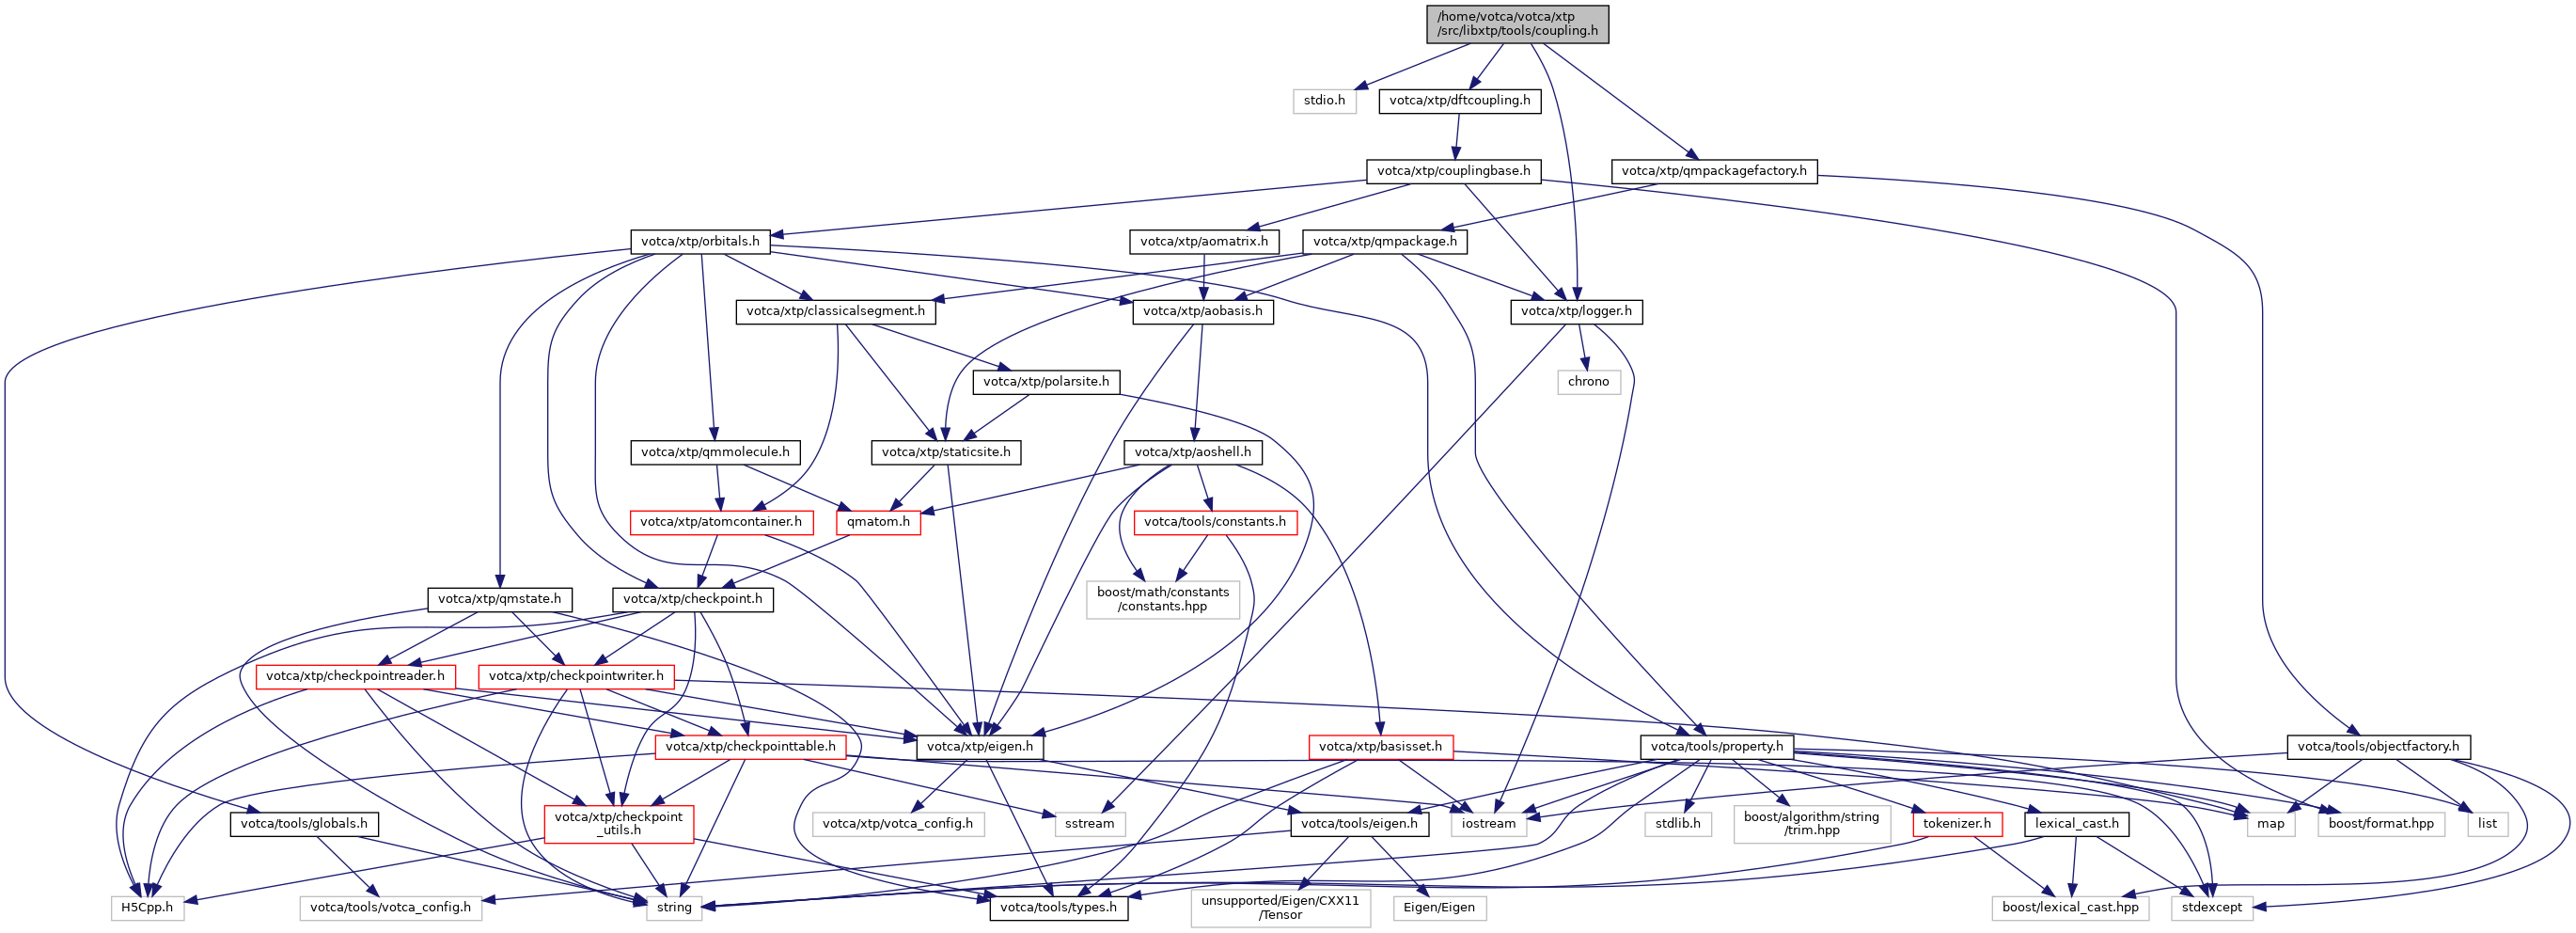 /home/votca/votca/xtp
/src/libxtp/tools/coupling.h
stdio.h
votca/xtp/dftcoupling.h
votca/xtp/couplingbase.h
votca/xtp/qmpackagefactory.h
votca/xtp/orbitals.h
votca/xtp/aomatrix.h
votca/xtp/qmpackage.h
votca/xtp/classicalsegment.h
votca/xtp/aobasis.h
votca/xtp/logger.h
votca/xtp/polarsite.h
chrono
votca/xtp/qmmolecule.h
votca/xtp/staticsite.h
votca/xtp/aoshell.h
votca/xtp/atomcontainer.h
qmatom.h
votca/tools/constants.h
votca/xtp/qmstate.h
votca/xtp/checkpoint.h
boost/math/constants
/constants.hpp
votca/xtp/checkpointreader.h
votca/xtp/checkpointwriter.h
votca/xtp/checkpointtable.h
votca/xtp/eigen.h
votca/xtp/basisset.h
votca/tools/property.h
votca/tools/objectfactory.h
votca/tools/globals.h
votca/xtp/checkpoint
_utils.h
votca/xtp/votca_config.h
sstream
votca/tools/eigen.h
iostream
stdlib.h
boost/algorithm/string
/trim.hpp
tokenizer.h
lexical_cast.h
map
boost/format.hpp
list
H5Cpp.h
votca/tools/votca_config.h
string
votca/tools/types.h
unsupported/Eigen/CXX11
/Tensor
Eigen/Eigen
boost/lexical_cast.hpp
stdexcept